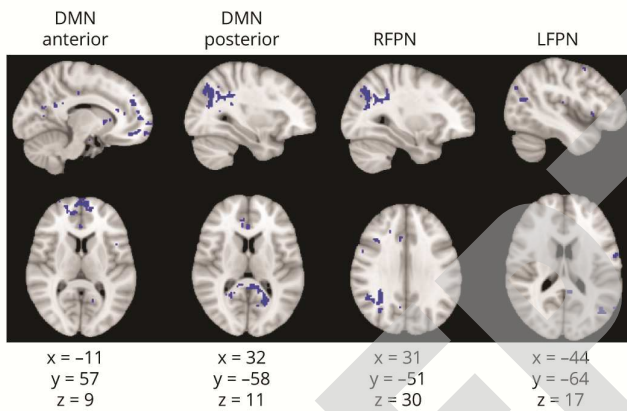 DMN
anterior
DMN
posterior
RFPN
LFPN
x = –11
y = 57
z = 9
x = 32
y = –58
z = 11
x = 31
y = –51
z = 30
x = –44
y = –64
z = 17